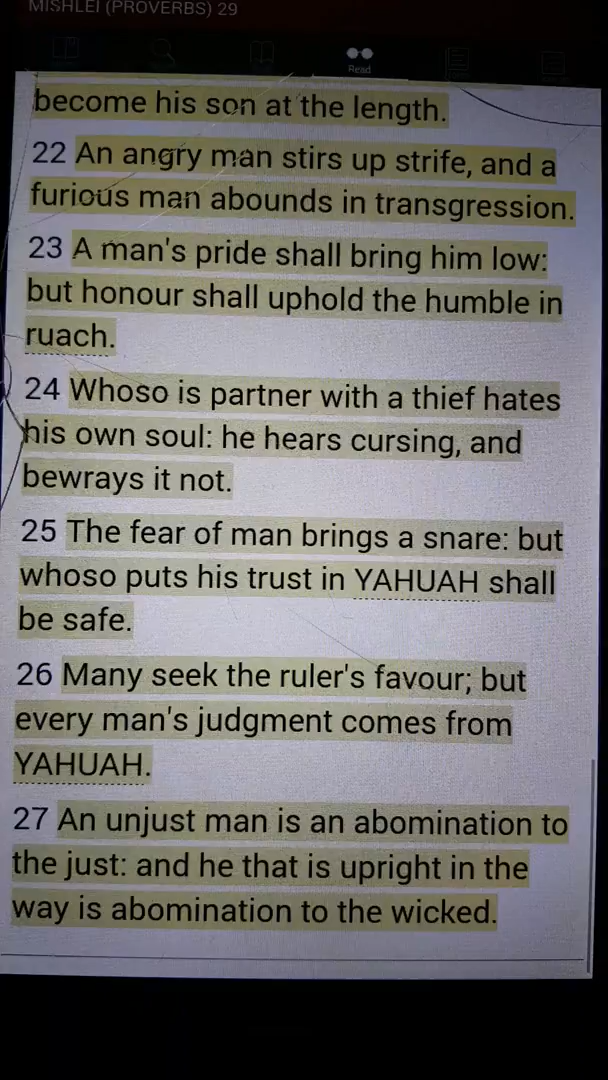 MISHLEI (PROVERBS) 29
Read
become his son at the length.
22 An angry man stirs up strife, and a
furious man abounds in transgression.
23 A man's pride shall bring him low:
but honour shall uphold the humble in
ruach.
24 Whoso is partner with a thief hates
his own soul: he hears cursing, and
bewrays it not.
25 The fear of man brings a snare: but
whoso puts his trust in YAHUAH shall
be safe.
26 Many seek the ruler's favour; but
every man's judgment comes from
YAHUAH.
27 An unjust man is an abomination to
the just: and he that is upright in the
way is abomination to the wicked.